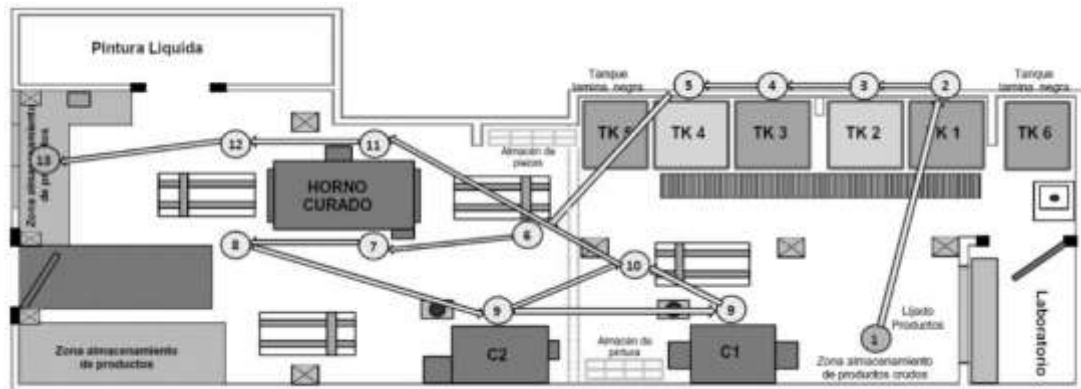 Pintura Liquida
Tanque
lamina negra
5
4
3
2
Tanque
lamina negra
TK 5
TK 4
TK 3
TK 2
TK 1
TK 6
Almacén de
piezas
13
12
11
Zona almacenamiento
de productos
HORNO
CURADO
8
7
6
10
9
9
C2
C1
Almacén de
pintura
Lijado
Productos
1
Zona almacenamiento
de productos crudos
Laboratorio
Zona almacenamiento
de productos